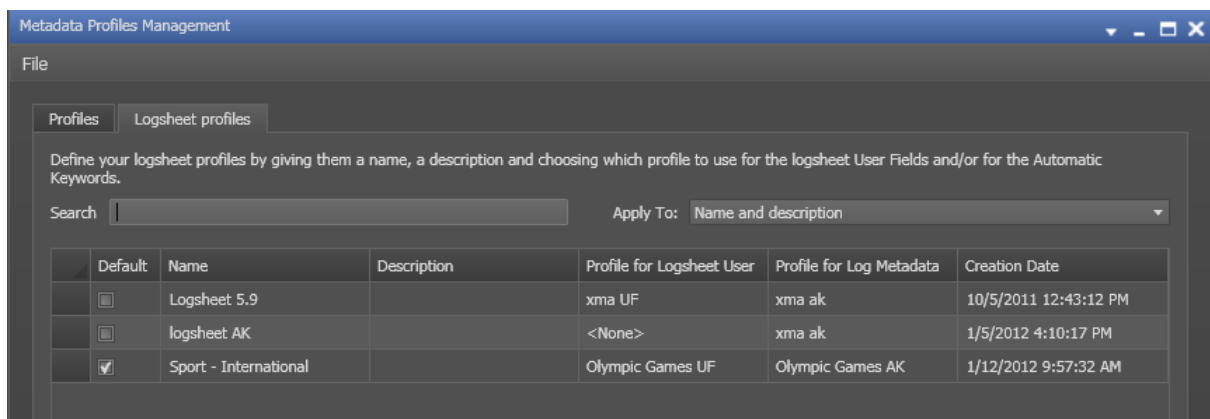 Metadata Profiles Management
File
Profiles Logsheet profiles
Define your logsheet profiles by giving them a name, a description and choosing which profile to use for the logsheet User Fields and/or for the Automatic
Keywords.
Search Apply To: Name and description
Default Name Description Profile for Logsheet User Profile for Log Metadata Creation Date
Logsheet 5.9 xma UF xma ak 10/5/2011 12:43:12 PM
logsheet AK <None> xma ak 1/5/2012 4:10:17 PM
Sport - International Olympic Games UF Olympic Games AK 1/12/2012 9:57:32 AM